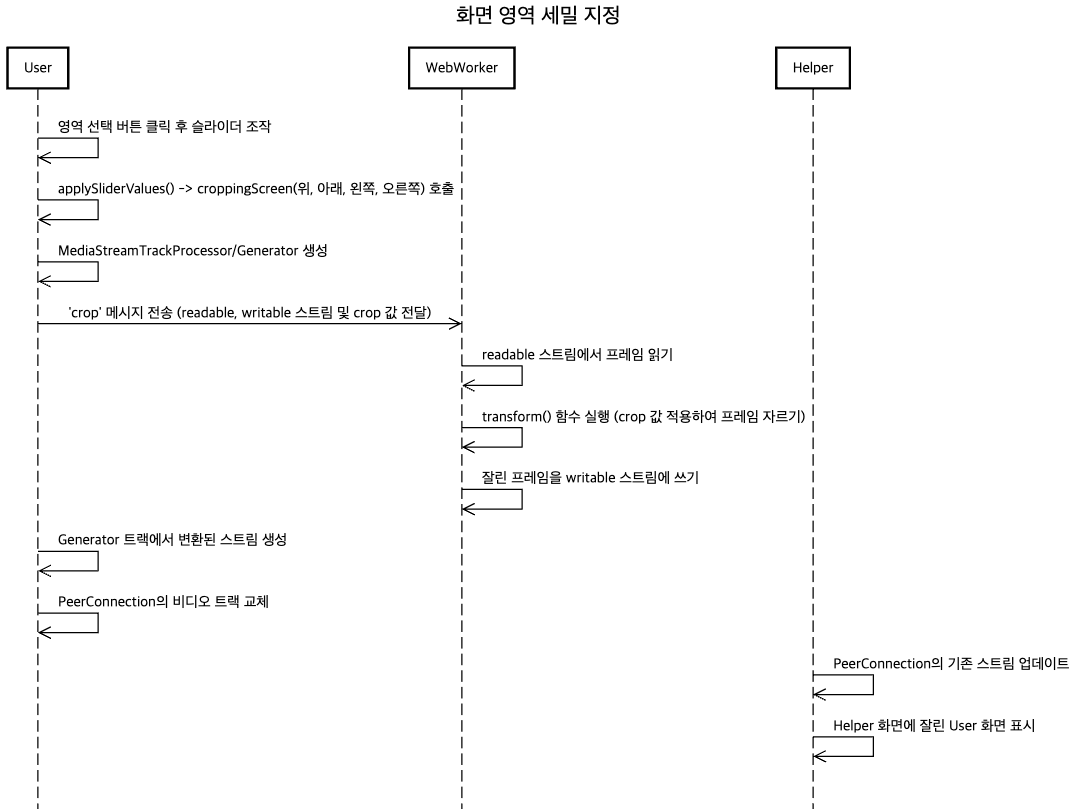 화면 영역 세밀 지정
User
WebWorker
Helper
영역 선택 버튼 클릭 후 슬라이더 조작
applySliderValues() -> croppingScreen(위, 아래, 왼쪽, 오른쪽) 호출
MediaStreamTrackProcessor/Generator 생성
'crop' 메시지 전송 (readable, writable 스트림 및 crop 값 전달)
readable 스트림에서 프레임 읽기
transform() 함수 실행 (crop 값 적용하여 프레임 자르기)
잘린 프레임을 writable 스트림에 쓰기
Generator 트랙에서 변환된 스트림 생성
PeerConnection의 비디오 트랙 교체
PeerConnection의 기존 스트림 업데이트
Helper 화면에 잘린 User 화면 표시